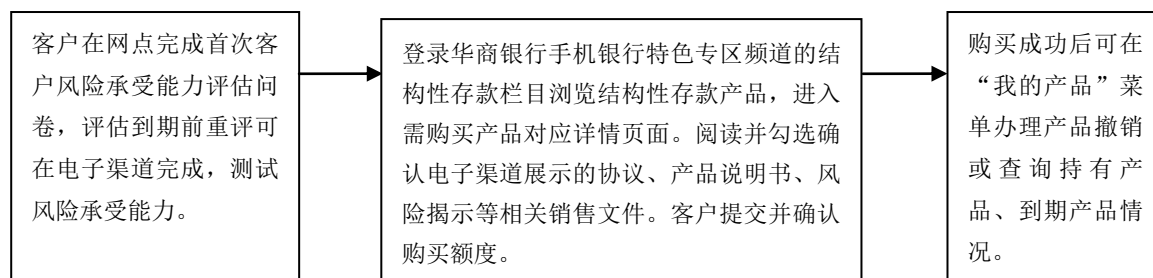 客户在网点完成首次客
户风险承受能力评估问
卷，评估到期前重评可
在电子渠道完成，测试
风险承受能力。
登录华商银行手机银行特色专区频道的结
构性存款栏目浏览结构性存款产品，进入
需购买产品对应详情页面。阅读并勾选确
认电子渠道展示的协议、产品说明书、风
险揭示等相关销售文件。客户提交并确认
购买额度。
购买成功后可在
“我的产品”菜
单办理产品撤销
或查询持有产
品、到期产品情
况。